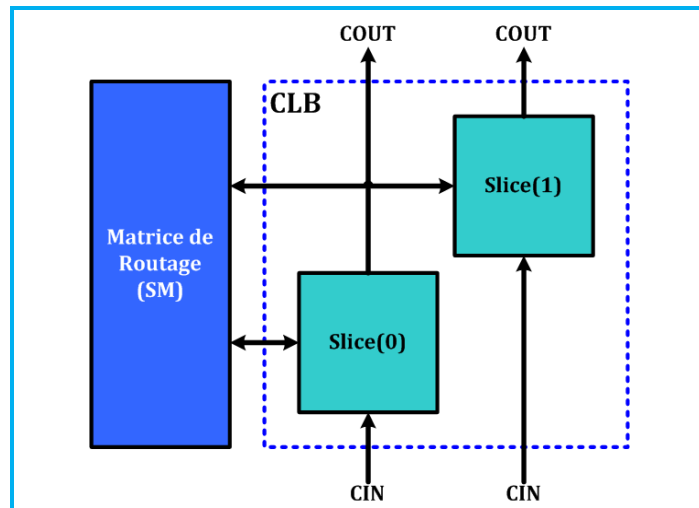 COUT COUT
CLB
Slice(1)
Matrice de
Routage
(SM)
Slice(0)
CIN CIN